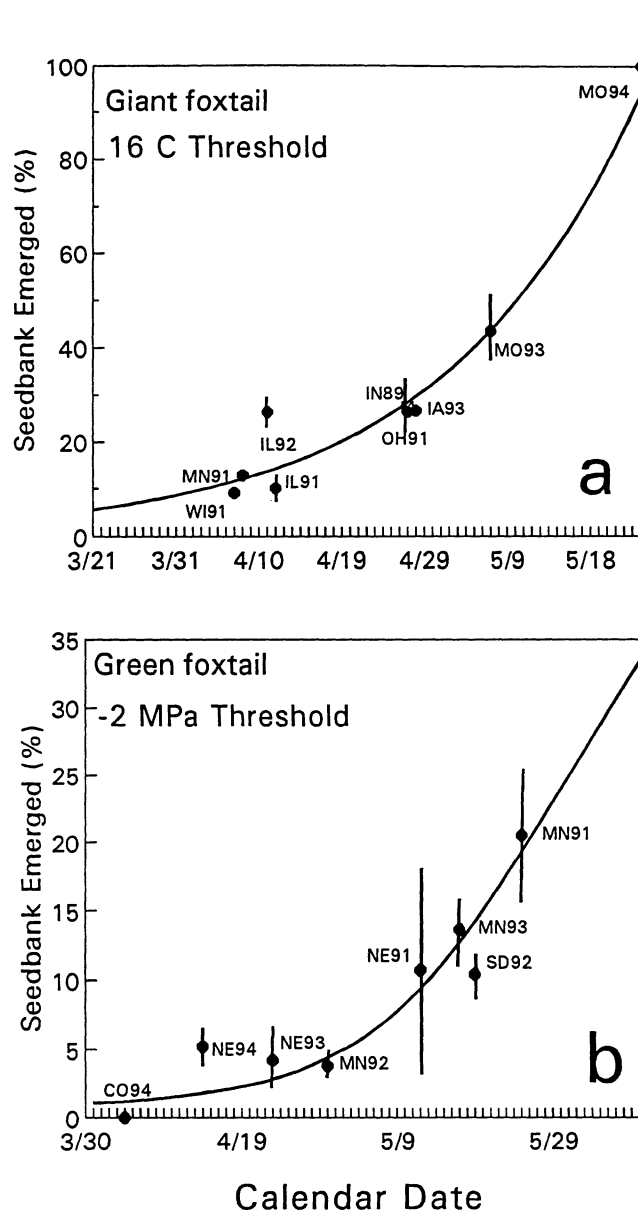 100
Giant foxtail
MO94
16 C Threshold
80
Seedbank Emerged (%)
60
40
MO93
IN89
IA93
OH91
IL92
20
MN91
IL91
WI91
a
0
3/21 3/31 4/10 4/19 4/29 5/9 5/18
35
Green foxtail
-2 MPa Threshold
30
25
Seedbank Emerged (%)
20
MN91
15
MN93
NE91
SD92
10
NE94
NE93
MN92
5
b
CO94
0
3/30 4/19 5/9 5/29
Calendar Date